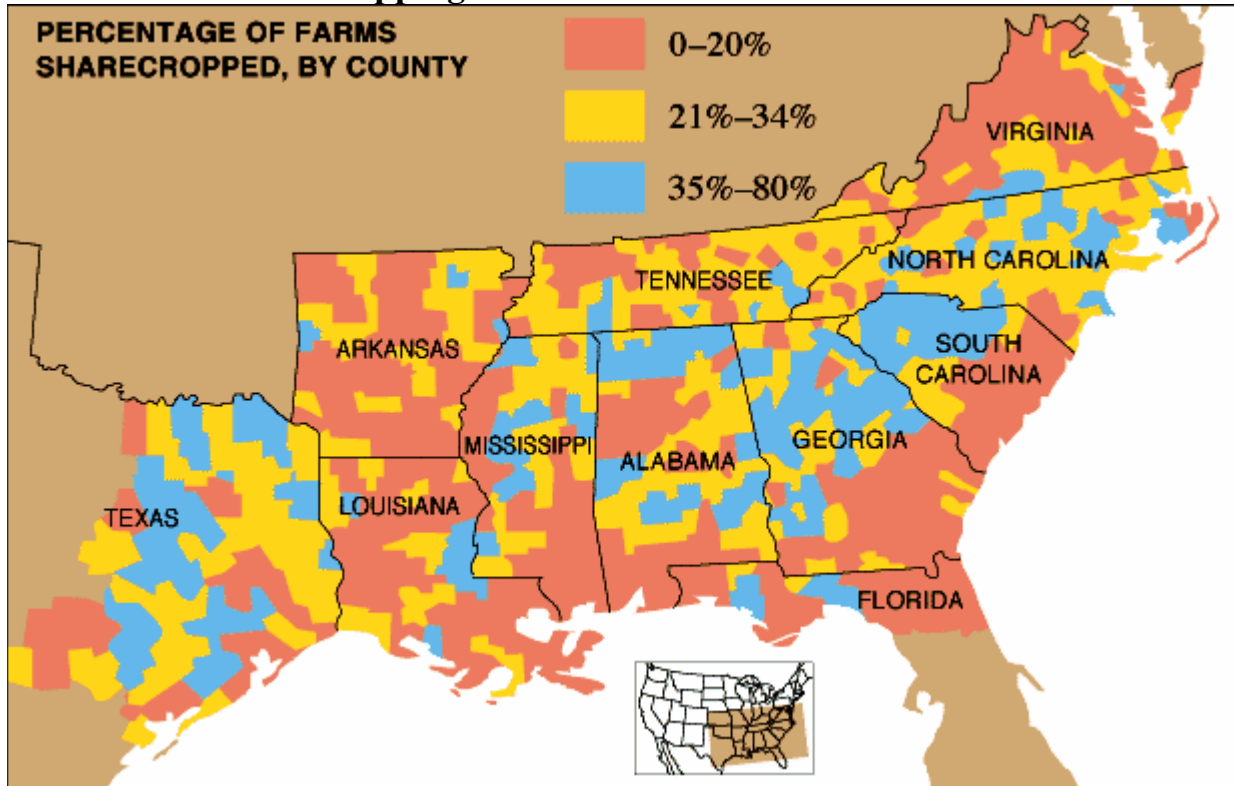 PERCENTAGE OF FARMS
SHARECROPPED, BY COUNTY
0–20%
21%–34%
35%–80%
VIRGINIA
NORTH CAROLINA
TENNESSEE
ARKANSAS
SOUTH
CAROLINA
MISSISSIPPI
ALABAMA
GEORGIA
LOUISIANA
TEXAS
FLORIDA